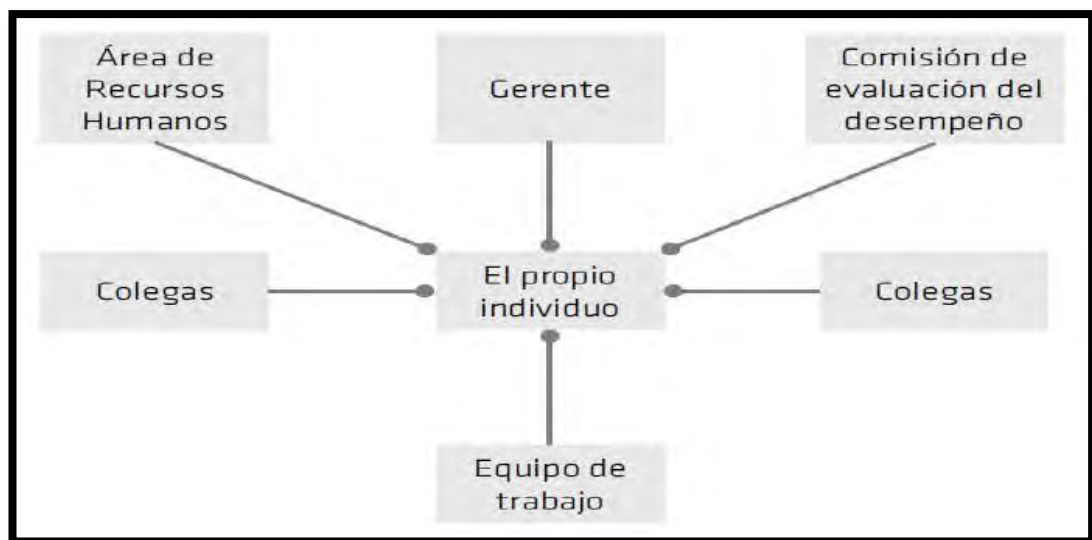 Área de
Recursos
Humanos
Gerente
Comisión de
evaluación del
desempeño
Colegas
El propio
individuo
Colegas
Equipo de
trabajo